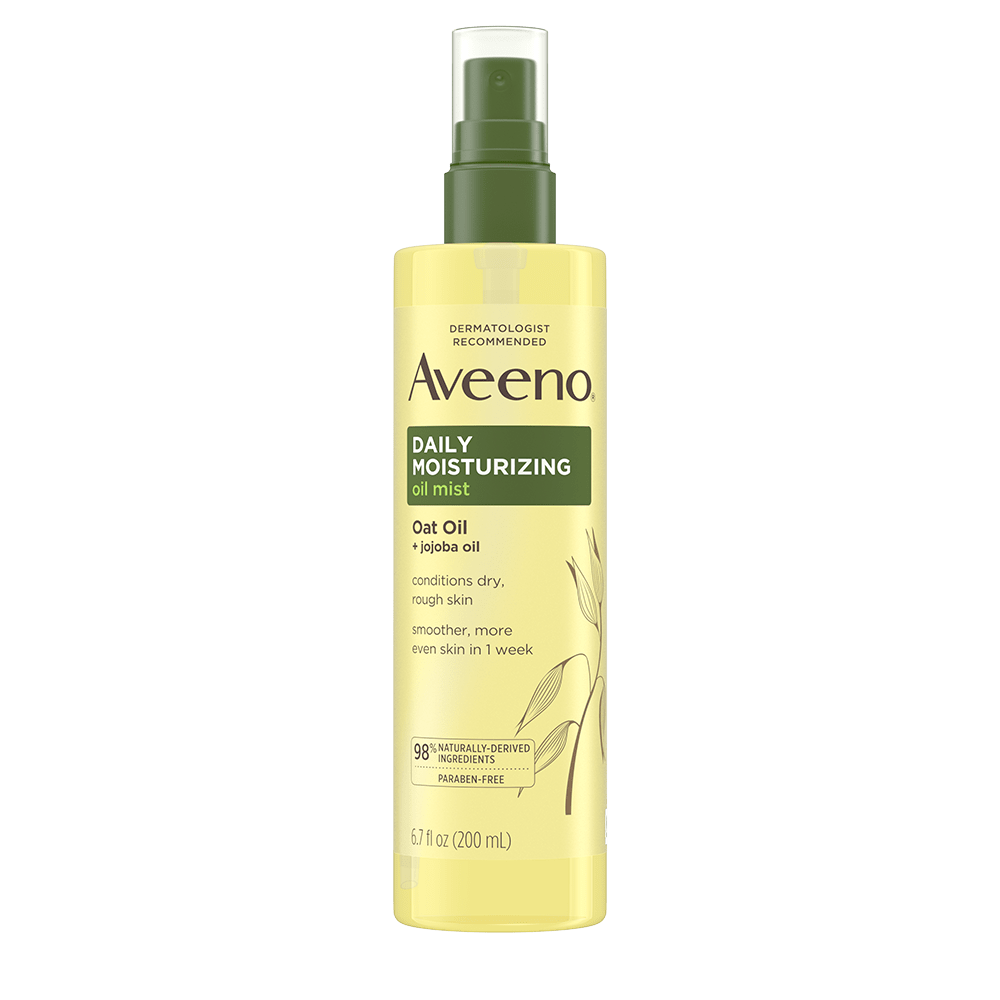 DERMATOLOGIST
RECOMMENDED
Aveeno®
DAILY
MOISTURIZING
oil mist
Oat Oil
+ jojoba oil
conditions dry,
rough skin
smoother, more
even skin in 1 week
98% NATURALLY-DERIVED
INGREDIENTS
PARABEN-FREE
6.7 fl oz (200 mL)